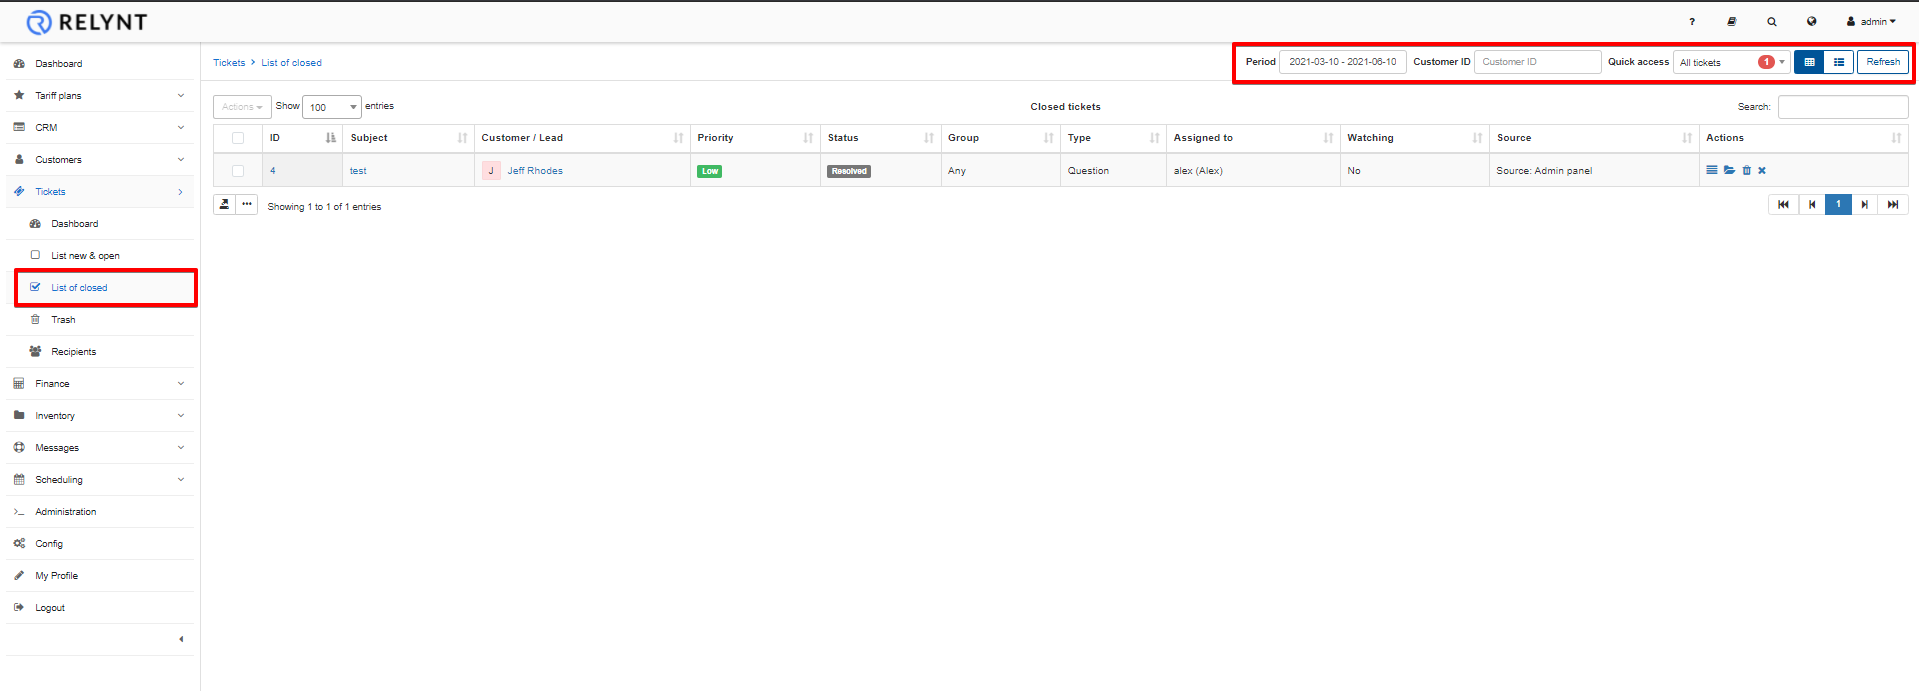 RELYNT
? admin
Dashboard
Tariff plans
CRM
Customers
Tickets
Dashboard
List new & open
List of closed
Trash
Recipients
Finance
Inventory
Messages
Scheduling
Administration
Config
My Profile
Logout
Tickets > List of closed
Period 2021-03-10 - 2021-06-10 Customer ID Customer ID Quick access All tickets 1 Refresh
Actions Show 100 entries Closed tickets Search:
ID Subject Customer / Lead Priority Status Group Type Assigned to Watching Source Actions
4 test J Jeff Rhodes Low Resolved Any Question alex (Alex) No Source: Admin panel
Showing 1 to 1 of 1 entries 1